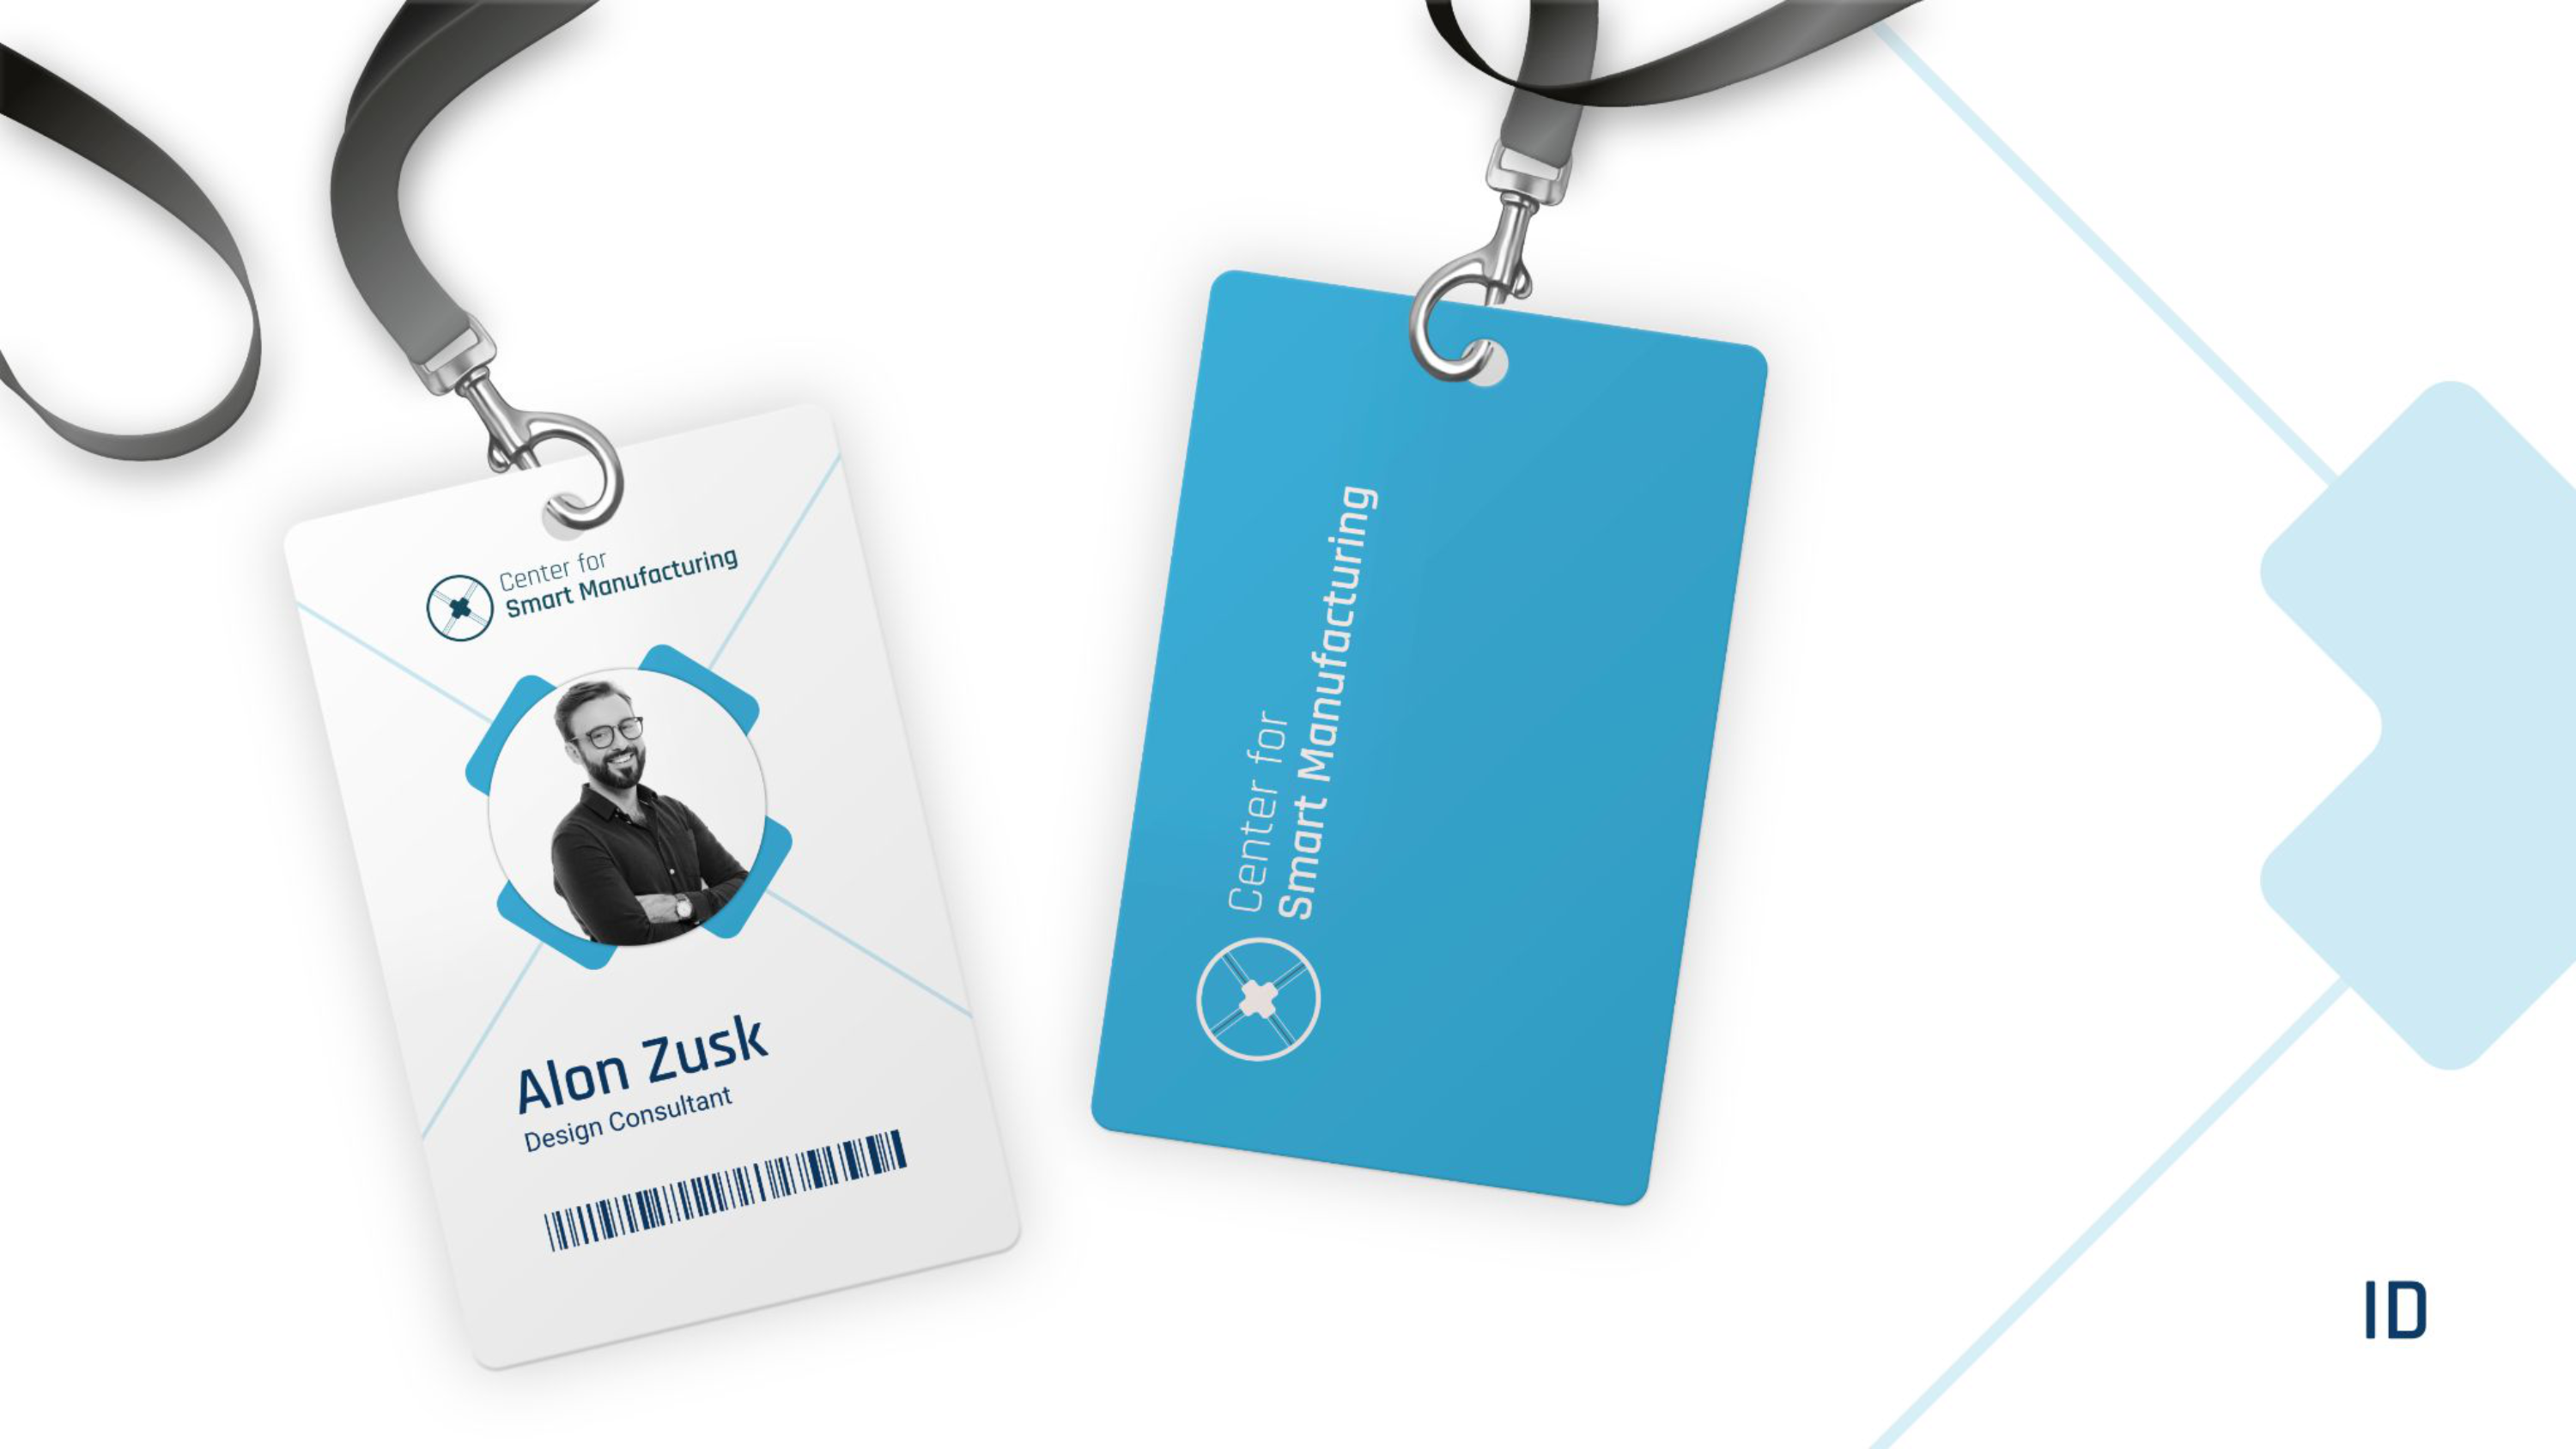 Center for
Smart Manufacturing
Alon Zusk
Design Consultant
Center for
Smart Manufacturing
ID